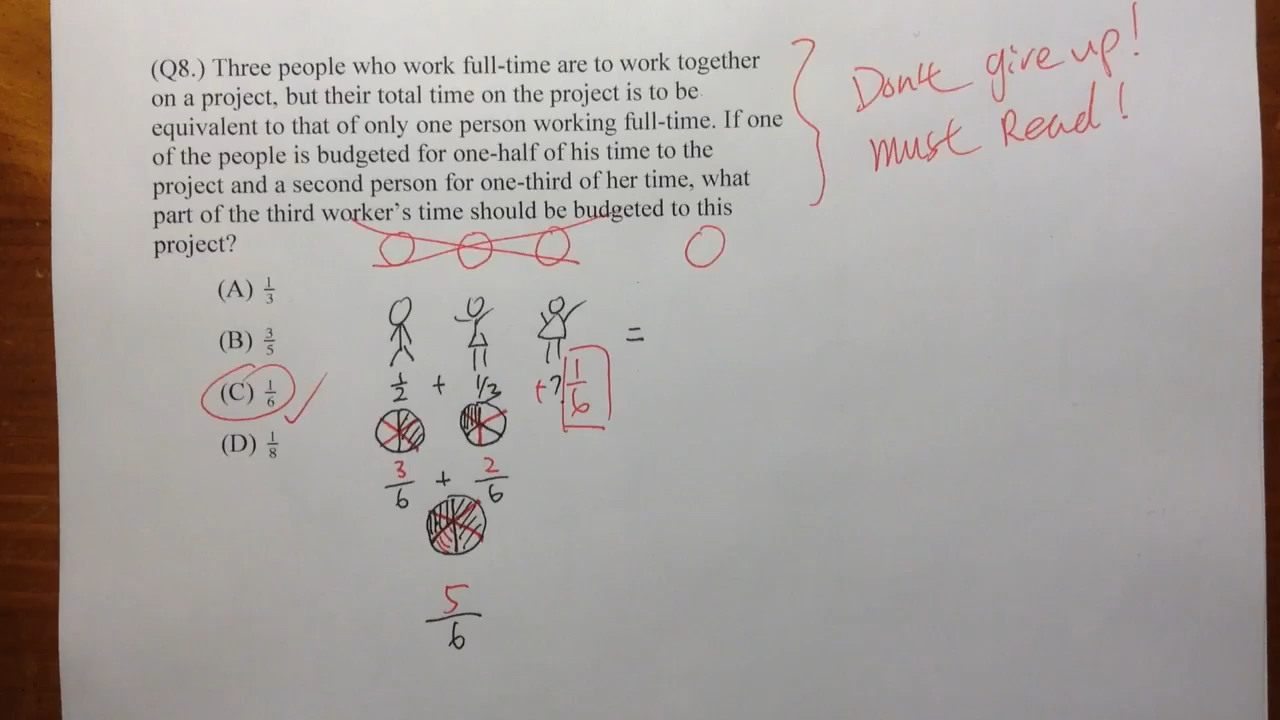 (Q8.) Three people who work full-time are to work together
on a project, but their total time on the project is to be
equivalent to that of only one person working full-time. If one
of the people is budgeted for one-half of his time to the
project and a second person for one-third of her time, what
part of the third worker's time should be budgeted to this
project?
Don't give up!
must Read!
(A) 1/3
(B) 3/5
(C) 1/6
(D) 1/8
=
1/2 + 1/3 +? 1/6
3/6 + 2/6
5/6